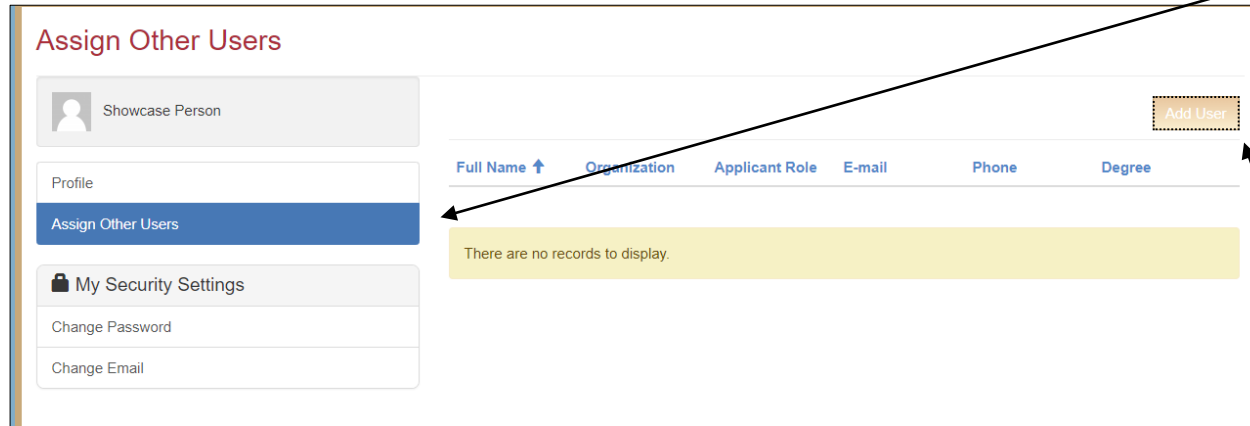 Assign Other Users
Showcase Person
Add User
Full Name Organization Applicant Role E-mail Phone Degree
Profile
Assign Other Users
There are no records to display.
My Security Settings
Change Password
Change Email